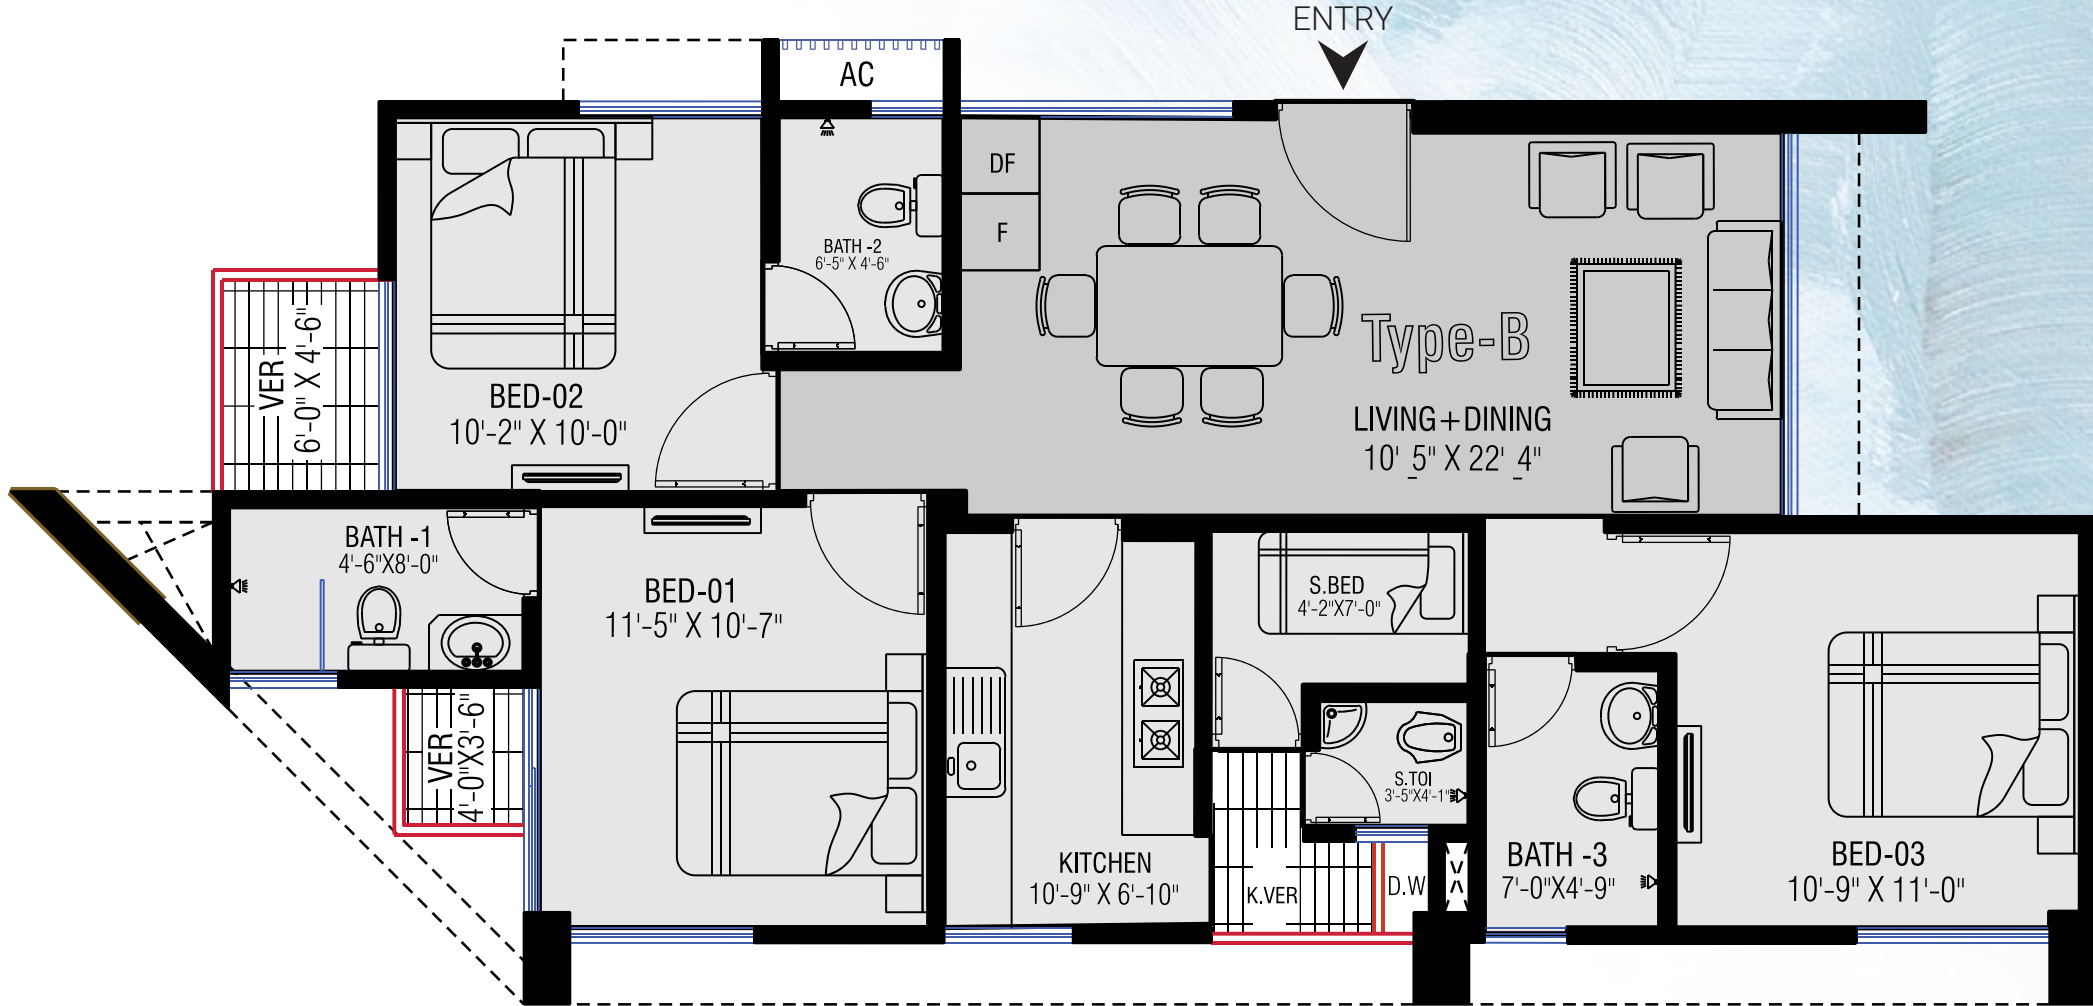 ENTRY
AC
DF
F
BATH -2
6'-5" X 4'-6"
Type-B
VER
6'-0" X 4'-6"
BED-02
10'-2" X 10'-0"
LIVING+DINING
10'_5" X 22'_4"
BATH -1
4'-6"X8'-0"
BED-01
11'-5" X 10'-7"
S.BED
4'-2"X7'-0"
VER
4'-0"X3'-6"
S.TOI
3'-5"X4'-1"
KITCHEN
10'-9" X 6'-10"
K.VER
D.W
BATH -3
7'-0"X4'-9"
BED-03
10'-9" X 11'-0"